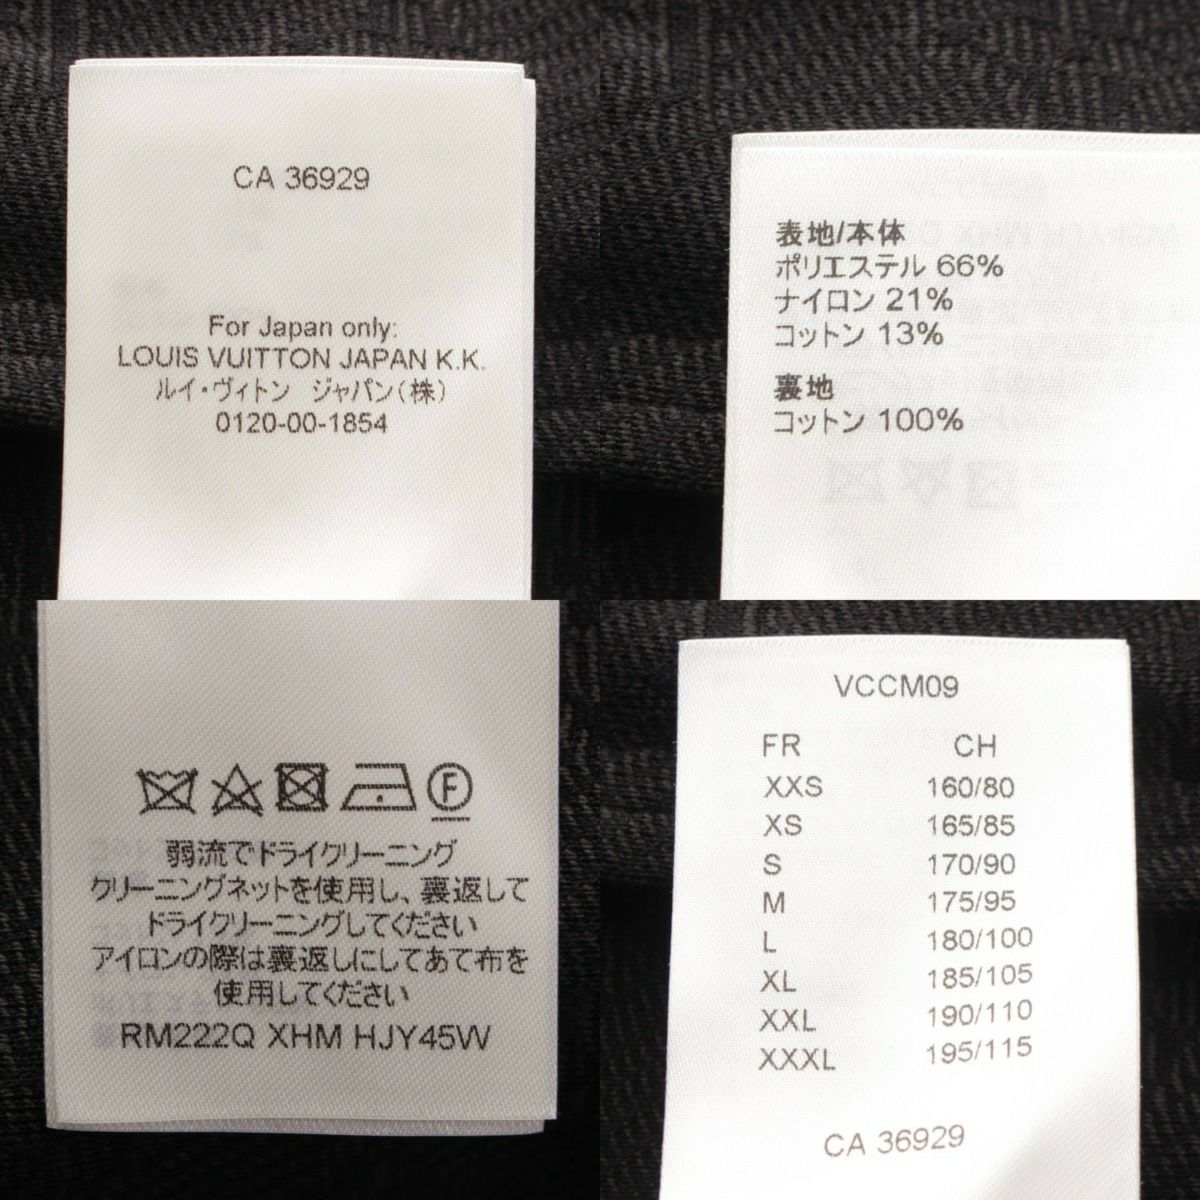 CA 36929
For Japan only:
LOUIS VUITTON JAPAN K.K.
ルイ・ヴィトン ジャパン(株)
0120-00-1854
表地/本体
ポリエステル 66%
ナイロン 21%
コットン 13%
裏地
コットン 100%
F
弱流でドライクリーニング
クリーニングネットを使用し、裏返して
ドライクリーニングしてください
アイロンの際は裏返しにしてあて布を
使用してください
RM222Q XHM HJY45W
VCCM09
FR CH
XXS 160/80
XS 165/85
S 170/90
M 175/95
L 180/100
XL 185/105
XXL 190/110
XXXL 195/115
CA 36929